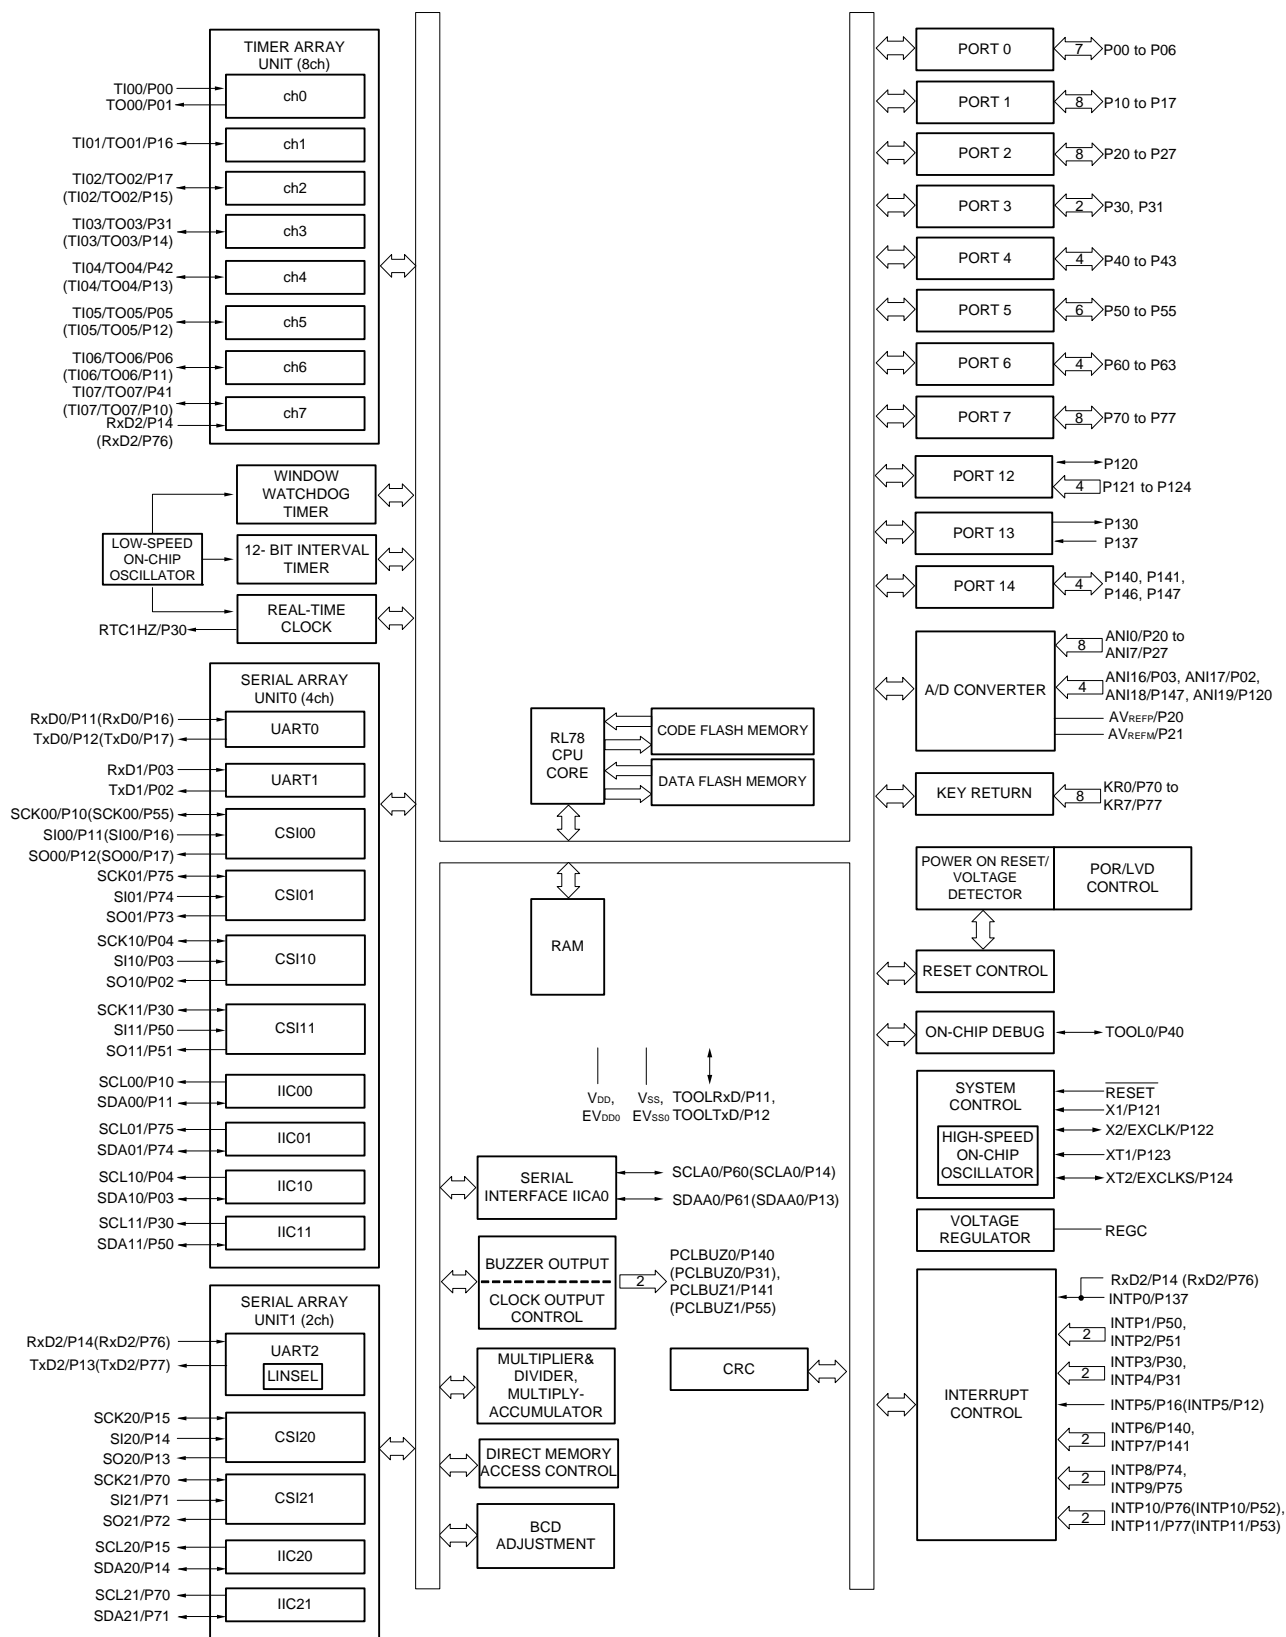 TIMER ARRAY
UNIT (8ch)
TI00/P00
TO00/P01
ch0
TI01/TO01/P16
ch1
TI02/TO02/P17
(TI02/TO02/P15)
ch2
TI03/TO03/P31
(TI03/TO03/P14)
ch3
TI04/TO04/P42
(TI04/TO04/P13)
ch4
TI05/TO05/P05
(TI05/TO05/P12)
ch5
TI06/TO06/P06
(TI06/TO06/P11)
ch6
TI07/TO07/P41
(TI07/TO07/P10)
RxD2/P14
(RxD2/P76)
ch7
WINDOW
WATCHDOG
TIMER
LOW-SPEED
ON-CHIP
OSCILLATOR
12- BIT INTERVAL
TIMER
REAL-TIME
CLOCK
RTC1HZ/P30
SERIAL ARRAY
UNIT0 (4ch)
RxD0/P11(RxD0/P16)
TxD0/P12(TxD0/P17)
UART0
RxD1/P03
TxD1/P02
UART1
SCK00/P10(SCK00/P55)
SI00/P11(SI00/P16)
SO00/P12(SO00/P17)
CSI00
SCK01/P75
SI01/P74
SO01/P73
CSI01
SCK10/P04
SI10/P03
SO10/P02
CSI10
SCK11/P30
SI11/P50
SO11/P51
CSI11
SCL00/P10
SDA00/P11
IIC00
SCL01/P75
SDA01/P74
IIC01
SCL10/P04
SDA10/P03
IIC10
SCL11/P30
SDA11/P50
IIC11
SERIAL ARRAY
UNIT1 (2ch)
RxD2/P14(RxD2/P76)
TxD2/P13(TxD2/P77)
UART2
LINSEL
SCK20/P15
SI20/P14
SO20/P13
CSI20
SCK21/P70
SI21/P71
SO21/P72
CSI21
SCL20/P15
SDA20/P14
IIC20
SCL21/P70
SDA21/P71
IIC21
RL78
CPU
CORE
CODE FLASH MEMORY
DATA FLASH MEMORY
RAM
VDD,
EVDD0
VSS,
EVSS0
TOOLRxD/P11,
TOOLTxD/P12
SERIAL
INTERFACE IICA0
SCLA0/P60(SCLA0/P14)
SDAA0/P61(SDAA0/P13)
BUZZER OUTPUT
CLOCK OUTPUT
CONTROL
2
PCLBUZ0/P140
(PCLBUZ0/P31),
PCLBUZ1/P141
(PCLBUZ1/P55)
MULTIPLIER&
DIVIDER,
MULTIPLY-
ACCUMULATOR
CRC
DIRECT MEMORY
ACCESS CONTROL
BCD
ADJUSTMENT
PORT 0
7
P00 to P06
PORT 1
8
P10 to P17
PORT 2
8
P20 to P27
PORT 3
2
P30, P31
PORT 4
4
P40 to P43
PORT 5
6
P50 to P55
PORT 6
4
P60 to P63
PORT 7
8
P70 to P77
PORT 12
P120
4
P121 to P124
PORT 13
P130
P137
PORT 14
4
P140, P141,
P146, P147
A/D CONVERTER
8
ANI0/P20 to
ANI7/P27
4
ANI16/P03, ANI17/P02,
ANI18/P147, ANI19/P120
AVREFP/P20
AVREFM/P21
KEY RETURN
8
KR0/P70 to
KR7/P77
POWER ON RESET/
VOLTAGE
DETECTOR
POR/LVD
CONTROL
RESET CONTROL
ON-CHIP DEBUG
TOOL0/P40
SYSTEM
CONTROL
HIGH-SPEED
ON-CHIP
OSCILLATOR
RESET
X1/P121
X2/EXCLK/P122
XT1/P123
XT2/EXCLKS/P124
VOLTAGE
REGULATOR
REGC
INTERRUPT
CONTROL
RxD2/P14 (RxD2/P76)
INTP0/P137
2
INTP1/P50,
INTP2/P51
2
INTP3/P30,
INTP4/P31
INTP5/P16(INTP5/P12)
2
INTP6/P140,
INTP7/P141
2
INTP8/P74,
INTP9/P75
2
INTP10/P76(INTP10/P52),
INTP11/P77(INTP11/P53)